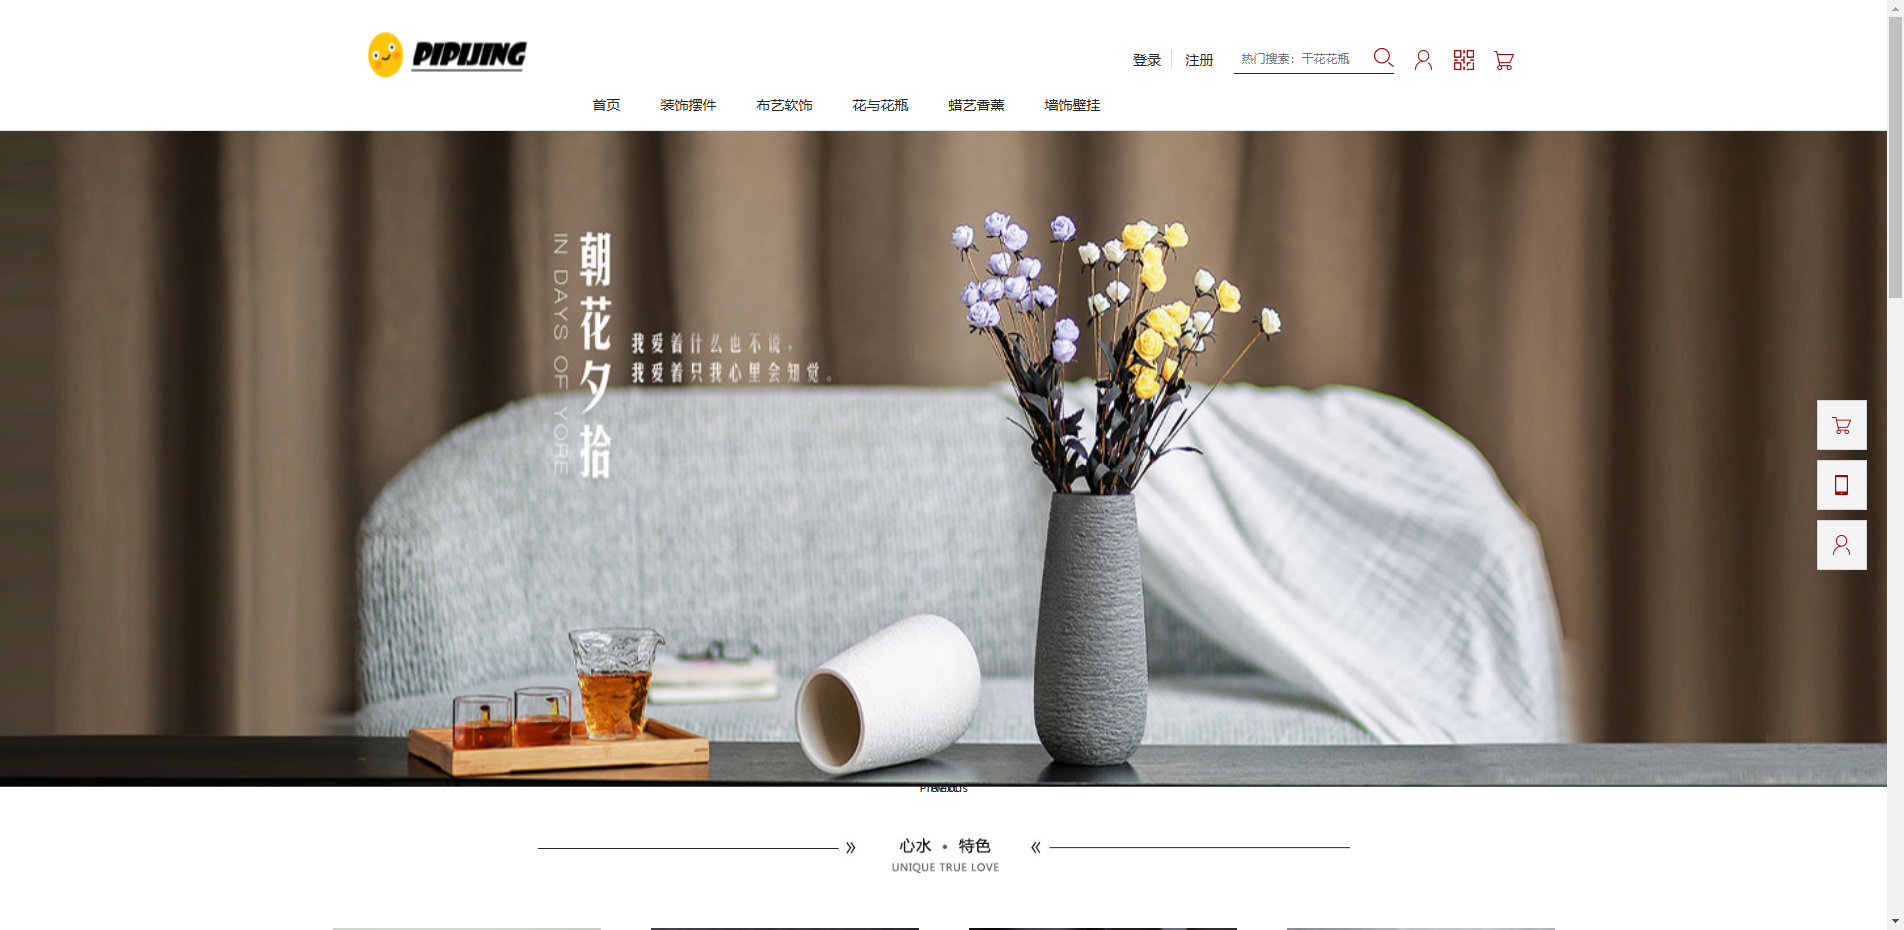 PIPIJING
登录 注册 热门搜索：干花花瓶
首页 装饰摆件 布艺软饰 花与花瓶 蜡艺香薰 墙饰壁挂
朝花夕拾
IN DAYS OF YORE
我爱着什么也不说，
我爱着只我心里会知觉。
» 心水 • 特色 «
UNIQUE TRUE LOVE